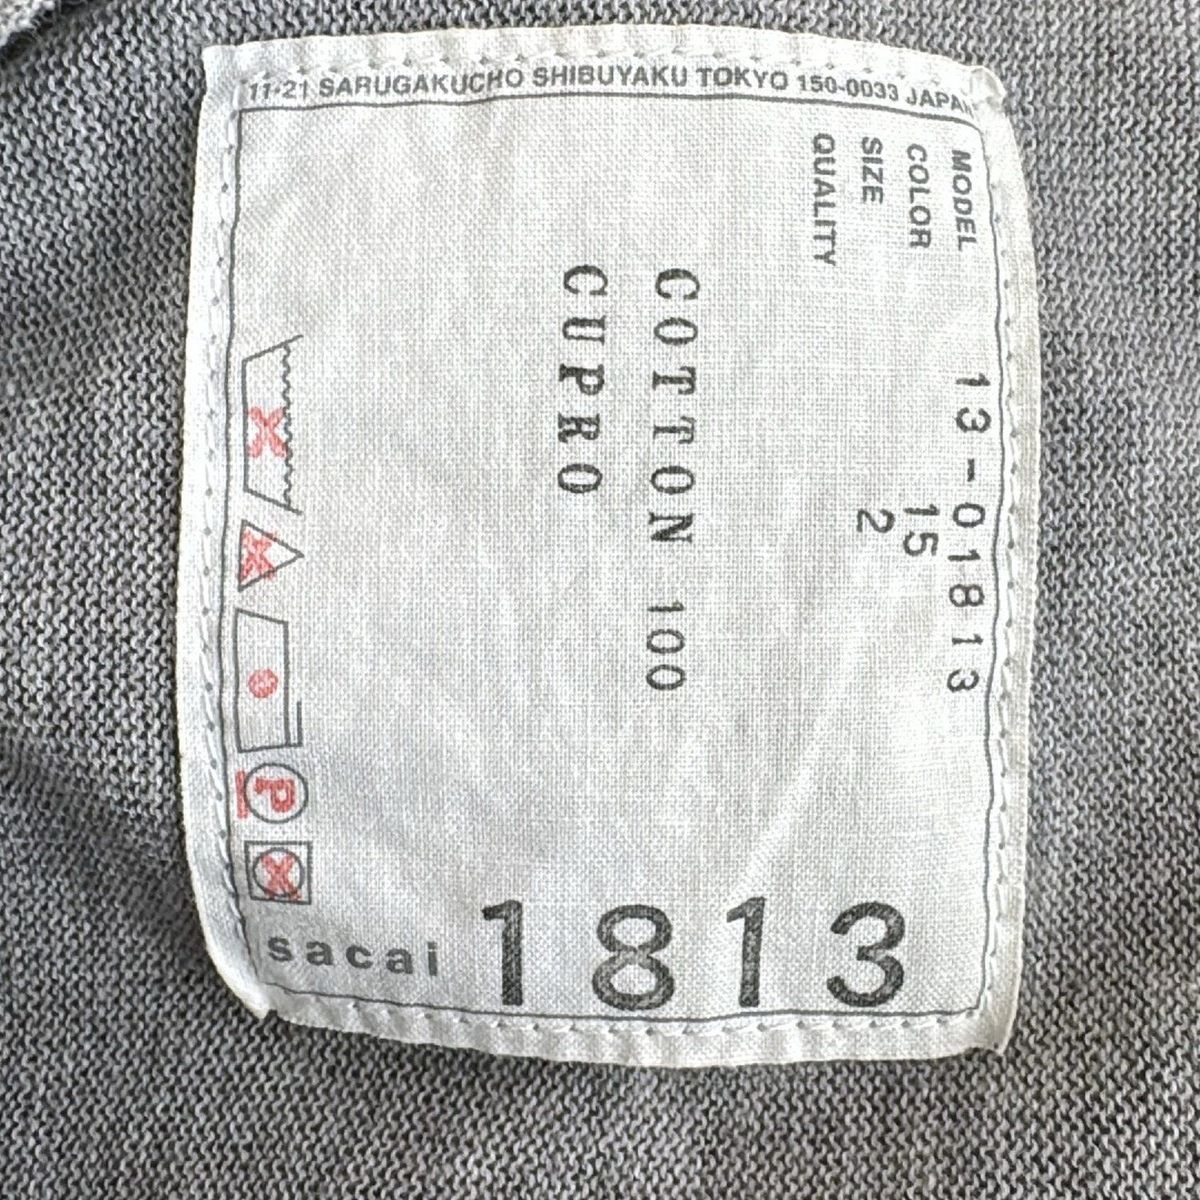 11-21 SARUGAKUCHO SHIBUYAKU TOKYO 150-0033 JAPAN
MODEL 13-01813
COLOR 15
SIZE 2
QUALITY
COTTON 100
CUPRO
P
sacai 1813